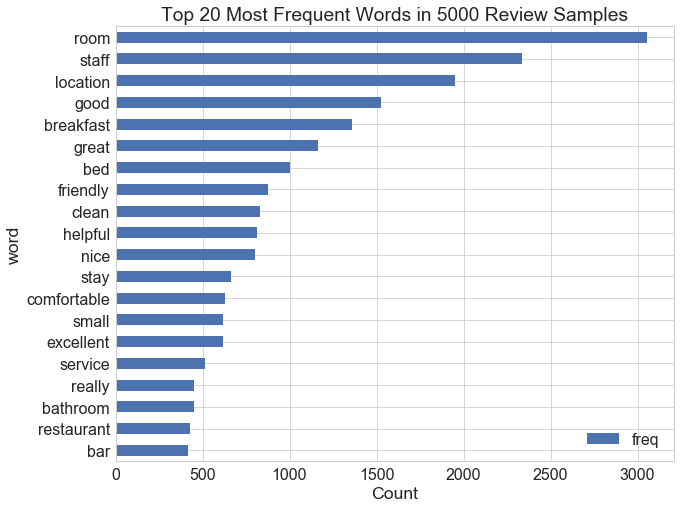 Top 20 Most Frequent Words in 5000 Review Samples
room
staff
location
good
breakfast
great
bed
friendly
clean
helpful
nice
stay
comfortable
small
excellent
service
really
bathroom
restaurant
bar
word
freq
0 500 1000 1500 2000 2500 3000
Count